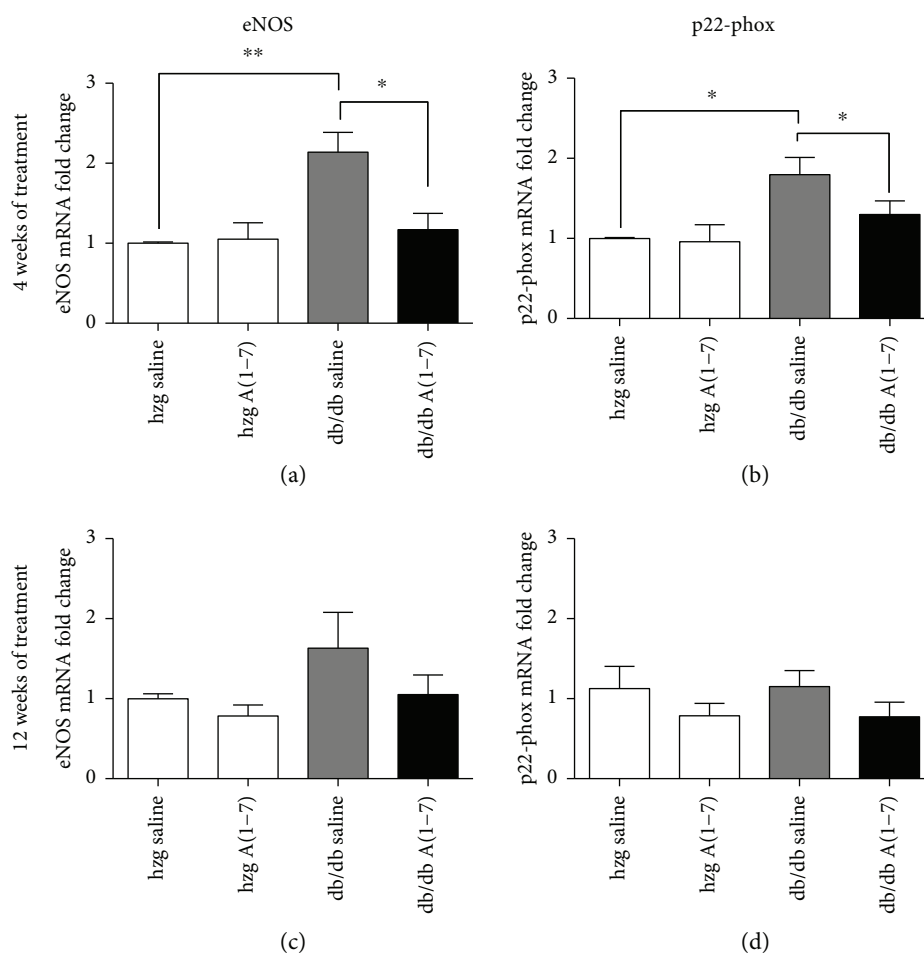 eNOS
p22-phox
4 weeks of treatment
eNOS mRNA fold change
3
2
1
0
**
*
hzg saline
hzg A(1−7)
db/db saline
db/db A(1−7)
(a)
p22-phox mRNA fold change
3
2
1
0
*
*
hzg saline
hzg A(1−7)
db/db saline
db/db A(1−7)
(b)
12 weeks of treatment
eNOS mRNA fold change
3
2
1
0
hzg saline
hzg A(1−7)
db/db saline
db/db A(1−7)
(c)
p22-phox mRNA fold change
3
2
1
0
hzg saline
hzg A(1−7)
db/db saline
db/db A(1−7)
(d)